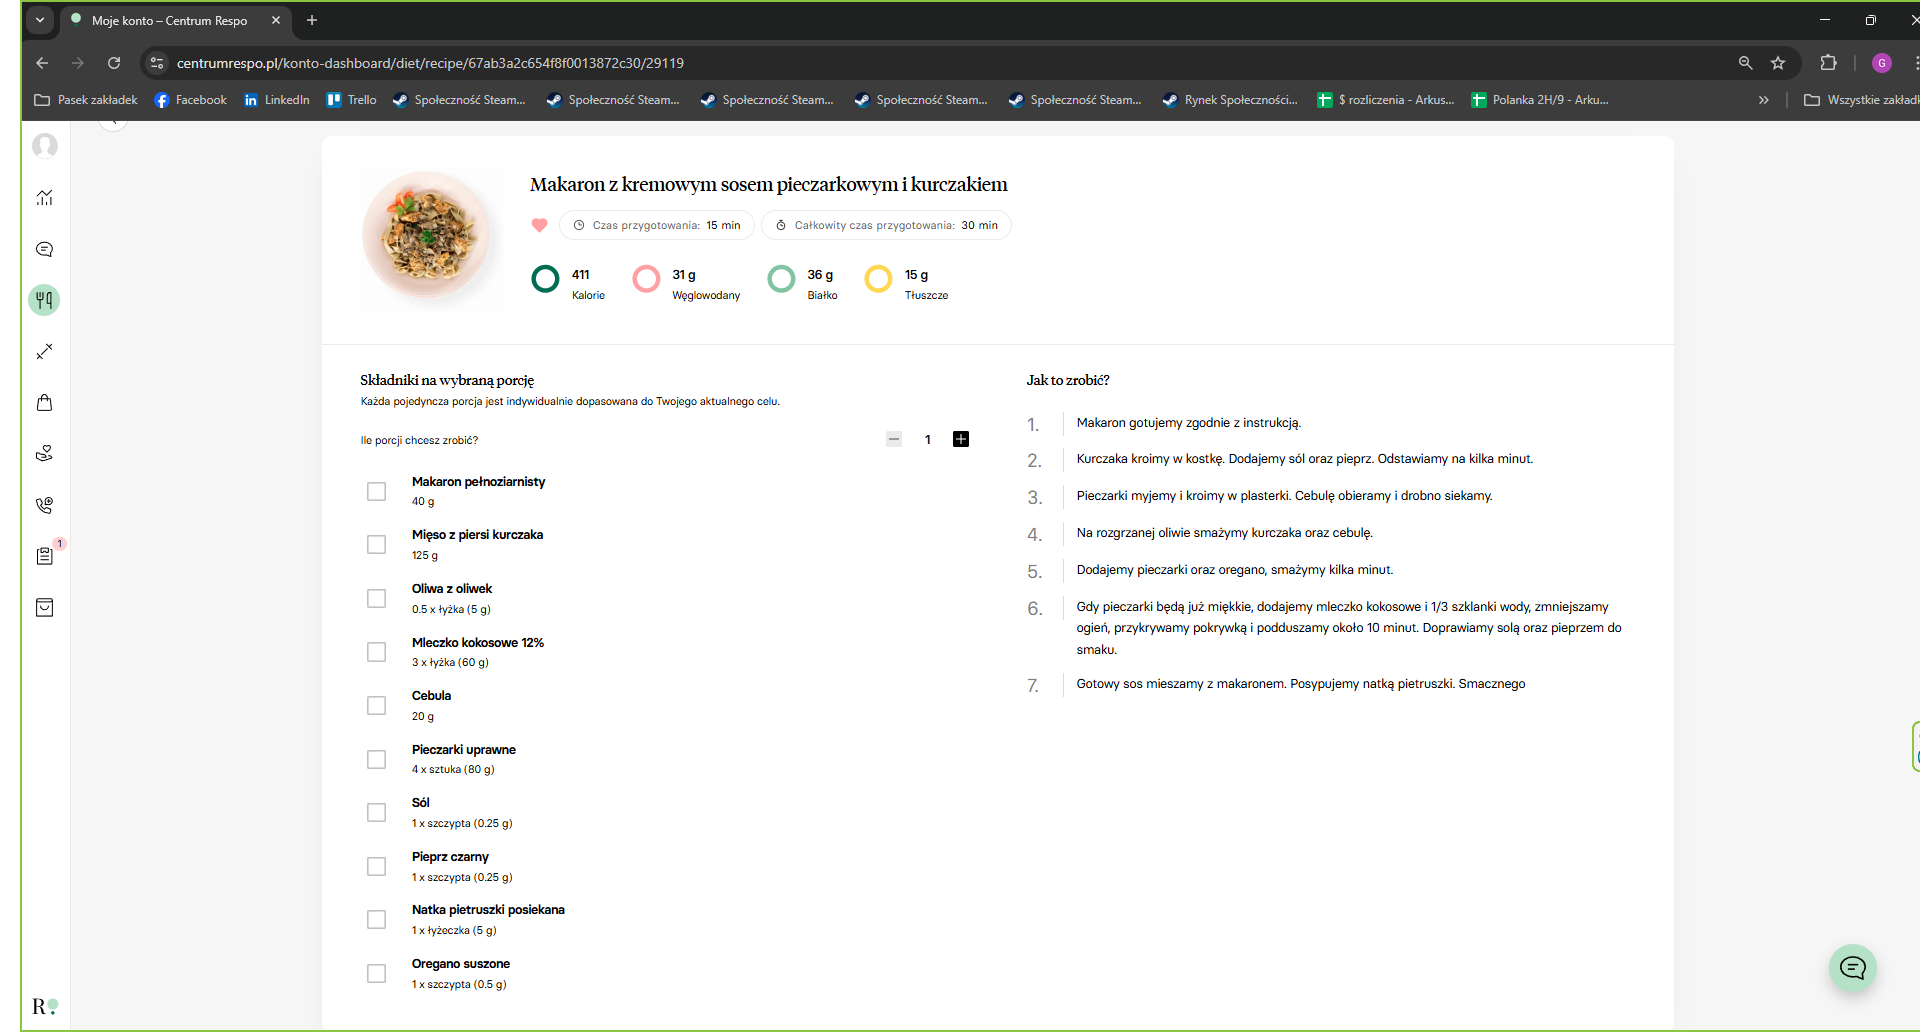 Moje konto – Centrum Respo
centrumrespo.pl/konto-dashboard/diet/recipe/67ab3a2c654f8f0013872c30/29119
G
Pasek zakładek Facebook LinkedIn Trello Społeczność Steam... Społeczność Steam... Społeczność Steam... Społeczność Steam... Społeczność Steam... Rynek Społeczności... $ rozliczenia - Arkus... Polanka 2H/9 - Arku... » Wszystkie zakład
Makaron z kremowym sosem pieczarkowym i kurczakiem
Czas przygotowania: 15 min Całkowity czas przygotowania: 30 min
411 31 g 36 g 15 g
Kalorie Węglowodany Białko Tłuszcze
Składniki na wybraną porcję
Każda pojedyncza porcja jest indywidualnie dopasowana do Twojego aktualnego celu.
Ile porcji chcesz zrobić? 1
Makaron pełnoziarnisty
40 g
Mięso z piersi kurczaka
125 g
Oliwa z oliwek
0.5 x łyżka (5 g)
Mleczko kokosowe 12%
3 x łyżka (60 g)
Cebula
20 g
Pieczarki uprawne
4 x sztuka (80 g)
Sól
1 x szczypta (0.25 g)
Pieprz czarny
1 x szczypta (0.25 g)
Natka pietruszki posiekana
1 x łyżeczka (5 g)
Oregano suszone
1 x szczypta (0.5 g)
Jak to zrobić?
1. Makaron gotujemy zgodnie z instrukcją.
2. Kurczaka kroimy w kostkę. Dodajemy sól oraz pieprz. Odstawiamy na kilka minut.
3. Pieczarki myjemy i kroimy w plasterki. Cebulę obieramy i drobno siekamy.
4. Na rozgrzanej oliwie smażymy kurczaka oraz cebulę.
5. Dodajemy pieczarki oraz oregano, smażymy kilka minut.
6. Gdy pieczarki będą już miękkie, dodajemy mleczko kokosowe i 1/3 szklanki wody, zmniejszamy
ogień, przykrywamy pokrywką i podduszamy około 10 minut. Doprawiamy solą oraz pieprzem do
smaku.
7. Gotowy sos mieszamy z makaronem. Posypujemy natką pietruszki. Smacznego
1
R